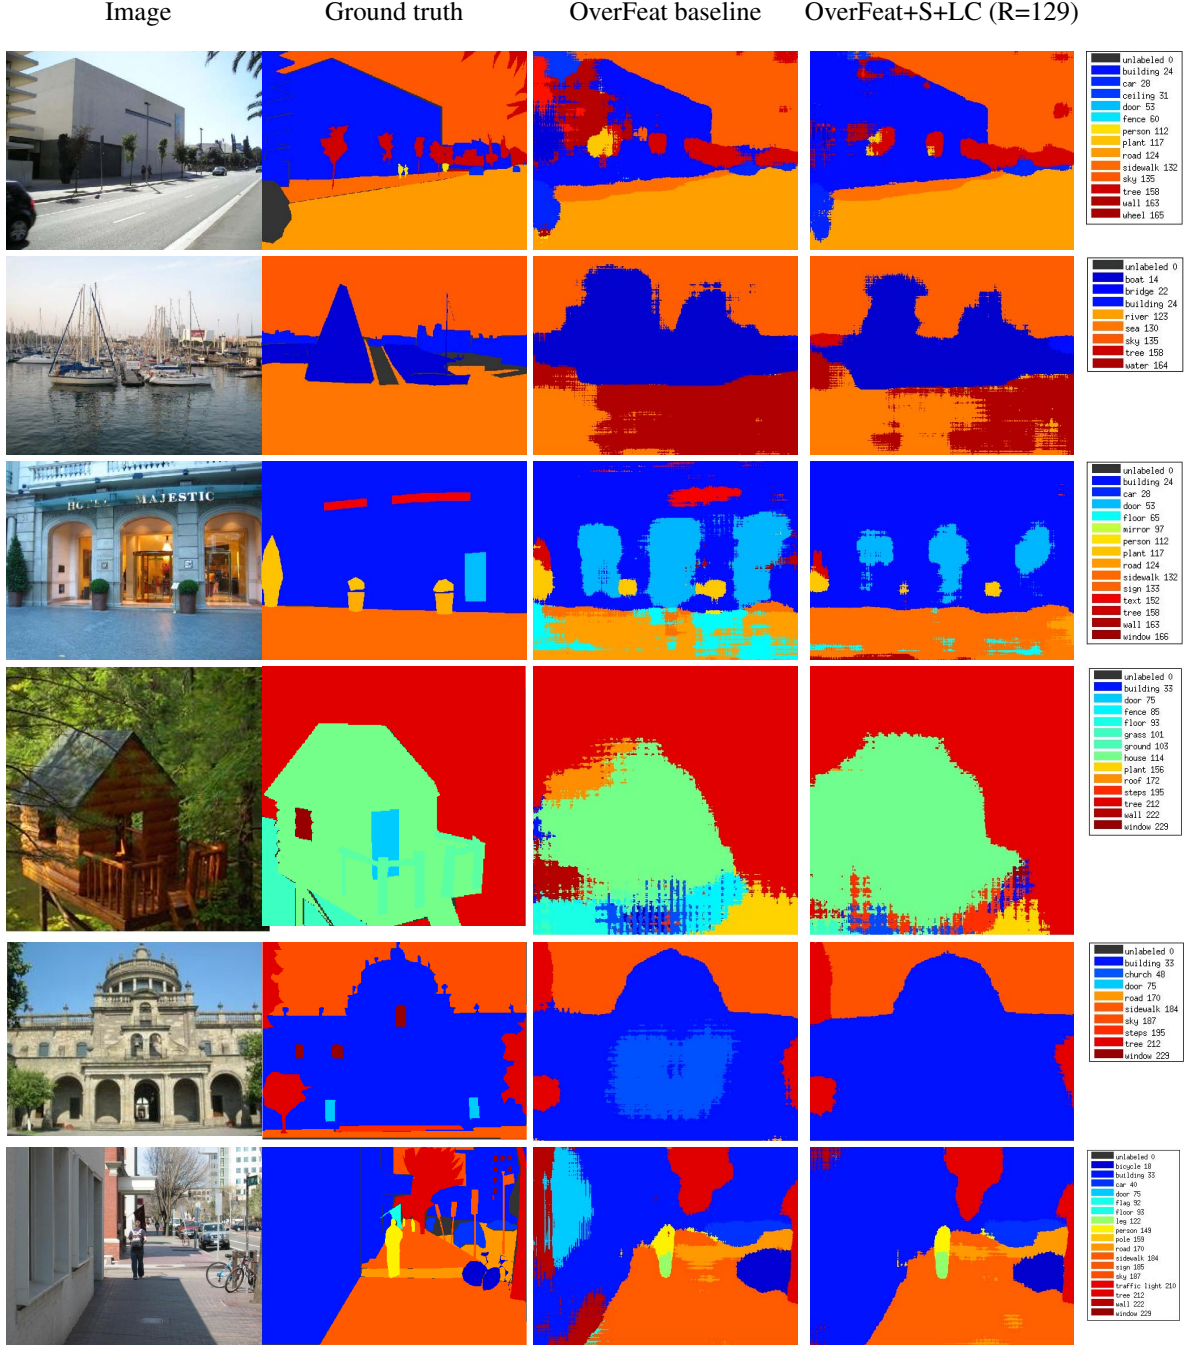 Image Ground truth OverFeat baseline OverFeat+S+LC (R=129)
unlabeled 0
building 24
car 28
ceiling 31
door 53
fence 60
person 112
plant 117
road 124
sidewalk 132
sky 135
tree 158
wall 163
wheel 165
unlabeled 0
boat 14
bridge 22
building 24
river 123
sea 130
sky 135
tree 158
water 164
HOTEL MAJESTIC
unlabeled 0
building 24
car 28
door 53
floor 65
mirror 97
person 112
plant 117
road 124
sidewalk 132
sign 133
text 152
tree 158
wall 163
window 166
unlabeled 0
building 33
door 75
fence 85
floor 93
grass 101
ground 103
house 114
plant 156
roof 172
steps 195
tree 212
wall 222
window 229
unlabeled 0
building 33
church 48
door 75
road 170
sidewalk 184
sky 187
steps 195
tree 212
window 229
unlabeled 0
bicycle 18
building 33
car 40
door 75
flag 92
floor 93
leg 122
person 149
pole 159
road 170
sidewalk 184
sign 185
sky 187
traffic light 210
tree 212
wall 222
window 229